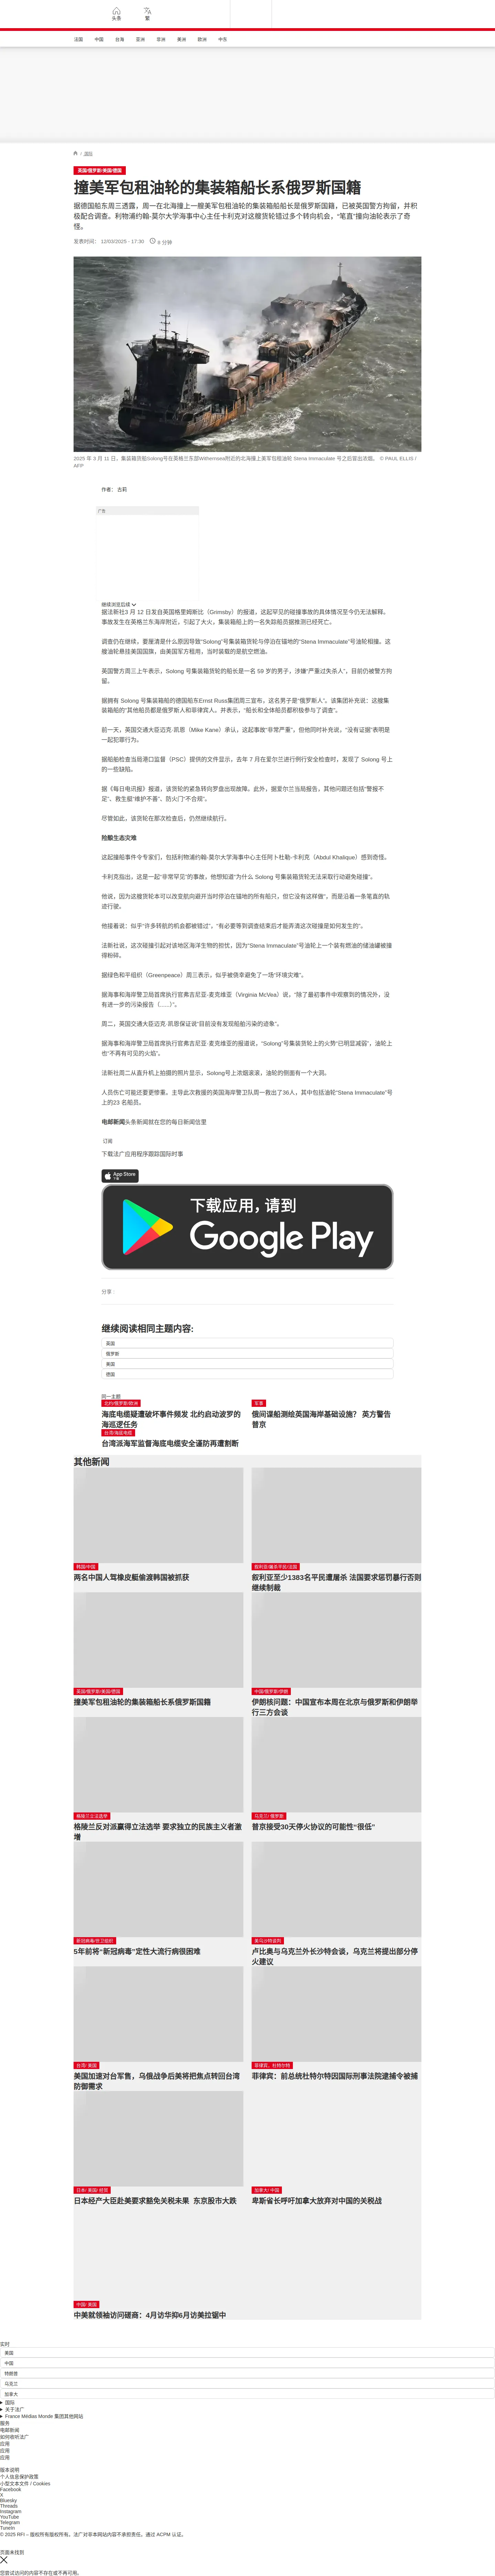 头条
繁
法国
中国
台海
亚洲
非洲
美洲
欧洲
中东
/ 国际
英国/俄罗斯/美国/德国
撞美军包租油轮的集装箱船长系俄罗斯国籍
据德国船东周三透露，周一在北海撞上一艘美军包租油轮的集装箱船船长是俄罗斯国籍，已被英国警方拘留，并积极配合调查。利物浦约翰-莫尔大学海事中心主任卡利克对这艘货轮错过多个转向机会，“笔直”撞向油轮表示了奇怪。
发表时间： 12/03/2025 - 17:30
4 分钟
2025 年 3 月 11 日，集装箱货船Solong号在英格兰东部Withernsea附近的北海撞上美军包租油轮 Stena Immaculate 号之后冒出浓烟。 © PAUL ELLIS / AFP
作者： 古莉
广告
继续浏览后续
据法新社3 月 12 日发自英国格里姆斯比（Grimsby）的报道，这起罕见的碰撞事故的具体情况至今仍无法解释。事故发生在英格兰东海岸附近，引起了大火，集装箱船上的一名失踪船员据推测已经死亡。
调查仍在继续，要厘清是什么原因导致“Solong”号集装箱货轮与停泊在锚地的“Stena Immaculate”号油轮相撞。这艘油轮悬挂美国国旗，由美国军方租用，当时装载的是航空燃油。
英国警方周三上午表示，Solong 号集装箱货轮的船长是一名 59 岁的男子，涉嫌“严重过失杀人”，目前仍被警方拘留。
据拥有 Solong 号集装箱船的德国船东Ernst Russ集团周三宣布，这名男子是“俄罗斯人”。该集团补充说：这艘集装箱船的“其他船员都是俄罗斯人和菲律宾人。并表示，“船长和全体船员都积极参与了调查”。
前一天，英国交通大臣迈克·凯恩（Mike Kane）承认，这起事故“非常严重”，但他同时补充说，“没有证据”表明是一起犯罪行为。
据船舶检查当局港口监督（PSC）提供的文件显示，去年 7 月在爱尔兰进行例行安全检查时，发现了 Solong 号上的一些缺陷。
据《每日电讯报》报道，该货轮的紧急转向罗盘出现故障。此外，据爱尔兰当局报告，其他问题还包括“警报不足”、救生艇“维护不善”、防火门“不合规”。
尽管如此，该货轮在那次检查后，仍然继续航行。
险酿生态灾难
这起撞船事件令专家们，包括利物浦约翰-莫尔大学海事中心主任阿卜杜勒-卡利克（Abdul Khalique）感到奇怪。
卡利克指出，这是一起“非常罕见”的事故，他想知道“为什么 Solong 号集装箱货轮无法采取行动避免碰撞”。
他说，因为这艘货轮本可以改变航向避开当时停泊在锚地的所有船只，但它没有这样做”，而是沿着一条笔直的轨迹行驶。
他接着说：似乎“许多转航的机会都被错过”，“有必要等到调查结束后才能弄清这次碰撞是如何发生的”。
法新社说，这次碰撞引起对该地区海洋生物的担忧，因为“Stena Immaculate”号油轮上一个装有燃油的储油罐被撞得粉碎。
据绿色和平组织（Greenpeace）周三表示，似乎被侥幸避免了一场“环境灾难”。
据海事和海岸警卫局首席执行官弗吉尼亚·麦克维亚（Virginia McVea）说，“除了最初事件中观察到的情况外，没有进一步的污染报告（......）”。
周二，英国交通大臣迈克·凯恩保证说“目前没有发现船舶污染的迹象”。
据海事和海岸警卫局首席执行官弗吉尼亚·麦克维亚的报道说，“Solong”号集装货轮上的火势“已明显减弱”，油轮上也“不再有可见的火焰”。
法新社周二从直升机上拍摄的照片显示，Solong号上浓烟滚滚，油轮的侧面有一个大洞。
人员伤亡可能还要更惨重。主导此次救援的英国海岸警卫队周一救出了36人，其中包括油轮“Stena Immaculate”号上的23 名船员。
电邮新闻头条新闻就在您的每日新闻信里
订阅
下载法广应用程序跟踪国际时事
App Store
下载
下载应用，请到
Google Play
分享 :
继续阅读相同主题内容:
英国
俄罗斯
美国
德国
同一主题
北约/俄罗斯/欧洲
海底电缆疑遭破坏事件频发 北约启动波罗的海巡逻任务
军事
俄间谍船测绘英国海岸基础设施? 英方警告普京
台湾/海底电缆
台湾派海军监督海底电缆安全谨防再遭割断
其他新闻
韩国/中国
两名中国人驾橡皮艇偷渡韩国被抓获
叙利亚/屠杀平民/法国
叙利亚至少1383名平民遭屠杀 法国要求惩罚暴行否则继续制裁
英国/俄罗斯/美国/德国
撞美军包租油轮的集装箱船长系俄罗斯国籍
中国/俄罗斯/伊朗
伊朗核问题：中国宣布本周在北京与俄罗斯和伊朗举行三方会谈
格陵兰立法选举
格陵兰反对派赢得立法选举 要求独立的民族主义者激增
乌克兰/ 俄罗斯
普京接受30天停火协议的可能性“很低”
新冠病毒/世卫组织
5年前将“新冠病毒”定性大流行病很困难
美乌沙特谈判
卢比奥与乌克兰外长沙特会谈，乌克兰将提出部分停火建议
台湾/ 美国
美国加速对台军售，乌俄战争后美将把焦点转回台湾防御需求
菲律宾、杜特尔特
菲律宾：前总统杜特尔特因国际刑事法院逮捕令被捕
日本/ 美国/ 经贸
日本经产大臣赴美要求豁免关税未果 东京股市大跌
加拿大/ 中国
卑斯省长呼吁加拿大放弃对中国的关税战
中国/ 美国
中美就领袖访问磋商：4月访华抑6月访美拉锯中
实时
美国
中国
特朗普
乌克兰
加拿大
国际
关于法广
France Médias Monde 集团其他网站
服务
电邮新闻
如何收听法广
应用
应用
应用
版本说明
个人信息保护政策
小型文本文件 / Cookies
Facebook
X
Bluesky
Threads
Instagram
YouTube
Telegram
TuneIn
© 2025 RFI – 版权所有版权所有。法广对非本网站内容不承担责任。通过 ACPM 认证。
页面未找到
您尝试访问的内容不存在或不再可用。